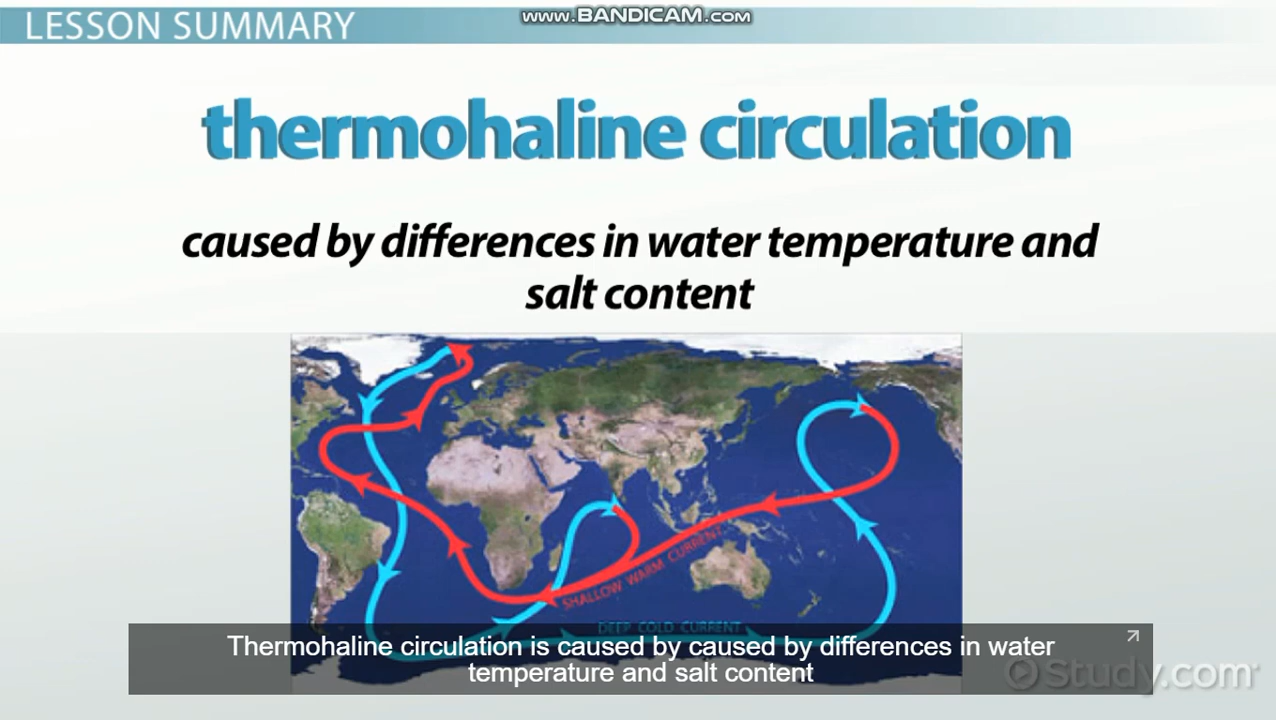 LESSON SUMMARY
www.BANDICAM.com
thermohaline circulation
caused by differences in water temperature and
salt content
SHALLOW WARM CURRENT
DEEP COLD CURRENT
Thermohaline circulation is caused by caused by differences in water
temperature and salt content
Study.com